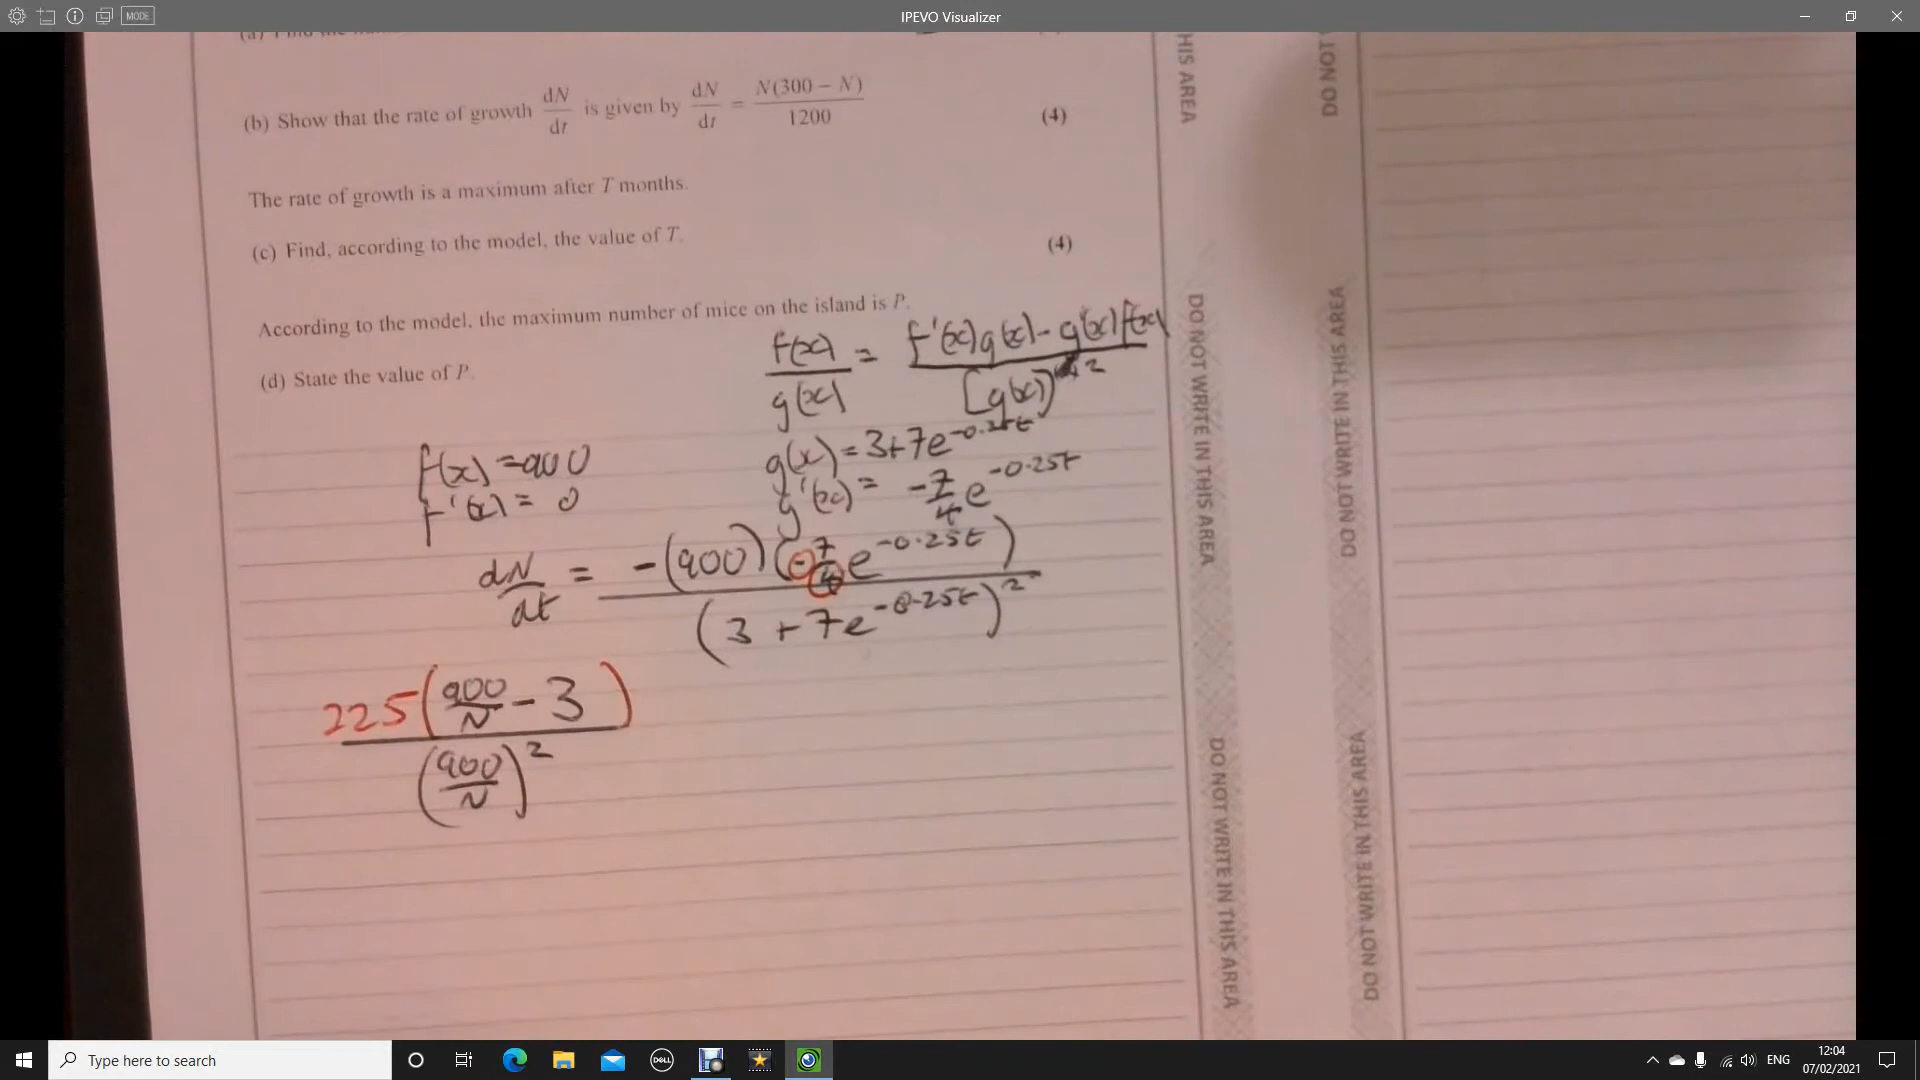 MODE
IPEVO Visualizer
(b) Show that the rate of growth dN/dt is given by dN/dt = N(300 – N)/1200
(4)
The rate of growth is a maximum after T months.
(c) Find, according to the model, the value of T.
(4)
According to the model, the maximum number of mice on the island is P.
(d) State the value of P.
f(x)/g(x) = f'(x)g(x) - g'(x)f(x)/[g(x)]^2
f(x) = 900
f'(x) = 0
g(x) = 3+7e^-0.25t
g'(x) = -7/4 e^-0.25t
dN/dt = -(900)(-7/4 e^-0.25t)/(3 + 7e^-0.25t)^2
225(900/N - 3)/(900/N)^2
HIS AREA
DO NOT WRITE IN THIS AREA
DO NOT WRITE IN THIS AREA
DO NOT
DO NOT WRITE IN THIS AREA
DO NOT WRITE IN THIS AREA
Type here to search
DELL
ENG
12:04
07/02/2021